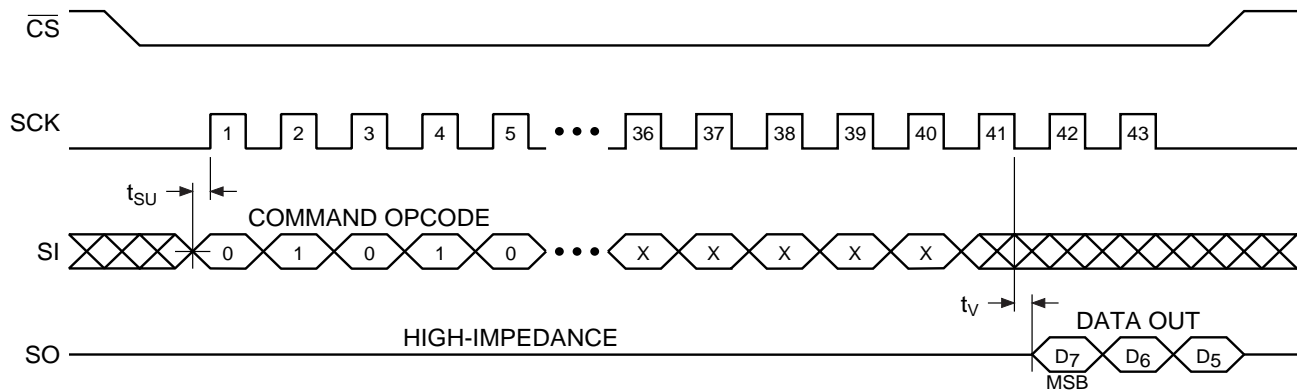 CS
SCK 1 2 3 4 5 ••• 36 37 38 39 40 41 42 43
tSU
COMMAND OPCODE
SI 0 1 0 1 0 ••• X X X X X
tV
HIGH-IMPEDANCE DATA OUT
SO D7 D6 D5
MSB